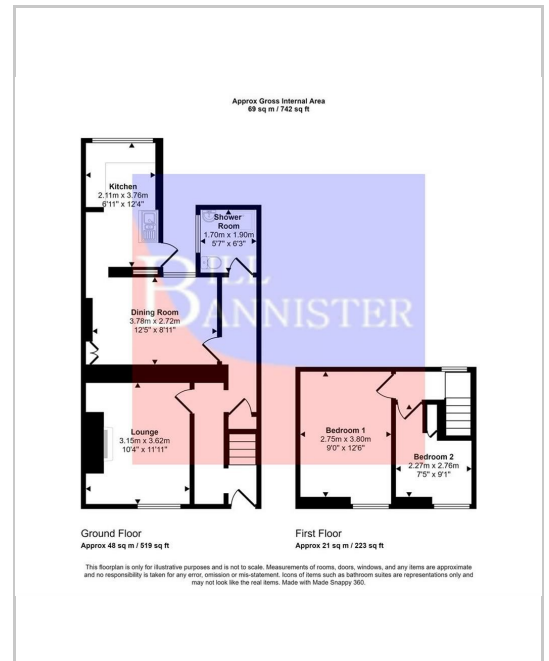 Approx Gross Internal Area
69 sq m / 742 sq ft
Kitchen
2.11m x 3.76m
6'11" x 12'4"
Shower
Room
1.70m x 1.90m
5'7" x 6'3"
BILL
BANNISTER
Dining Room
3.78m x 2.72m
12'5" x 8'11"
Lounge
3.15m x 3.62m
10'4" x 11'11"
Bedroom 1
2.75m x 3.80m
9'0" x 12'6"
Bedroom 2
2.27m x 2.76m
7'5" x 9'1"
Ground Floor
Approx 48 sq m / 519 sq ft
First Floor
Approx 21 sq m / 223 sq ft
This floorplan is only for illustrative purposes and is not to scale. Measurements of rooms, doors, windows, and any items are approximate
and no responsibility is taken for any error, omission or mis-statement. Icons of items such as bathroom suites are representations only and
may not look like the real items. Made with Made Snappy 360.